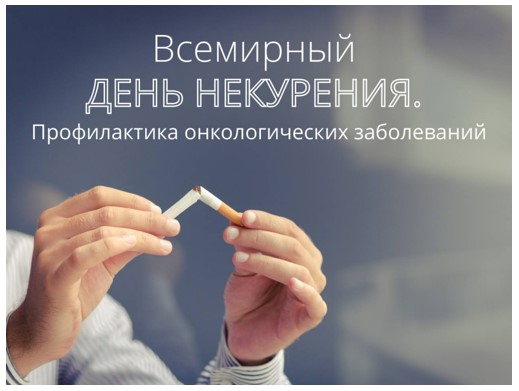 Всемирный
ДЕНЬ НЕКУРЕНИЯ.
Профилактика онкологических заболеваний